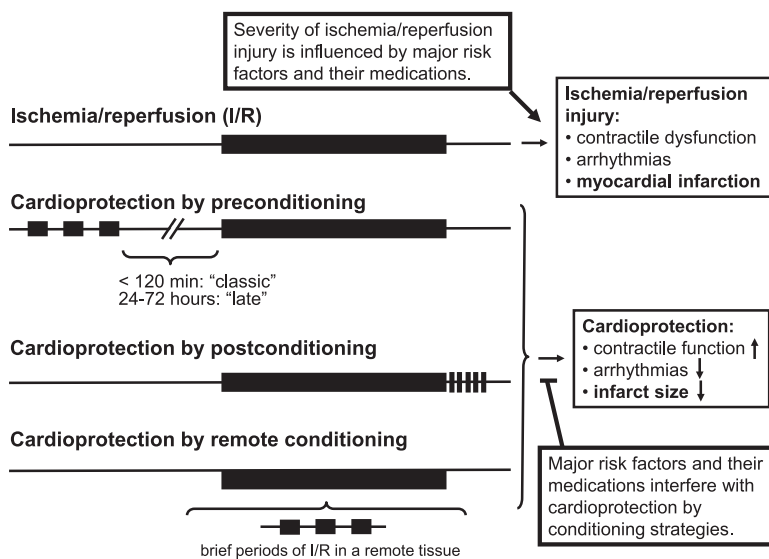 Severity of ischemia/reperfusion
injury is influenced by major risk
factors and their medications.
Ischemia/reperfusion (I/R)
Ischemia/reperfusion
injury:
• contractile dysfunction
• arrhythmias
• myocardial infarction
Cardioprotection by preconditioning
< 120 min: “classic”
24-72 hours: “late”
Cardioprotection by postconditioning
Cardioprotection:
• contractile function
• arrhythmias
• infarct size
Cardioprotection by remote conditioning
brief periods of I/R in a remote tissue
Major risk factors and their
medications interfere with
cardioprotection by
conditioning strategies.